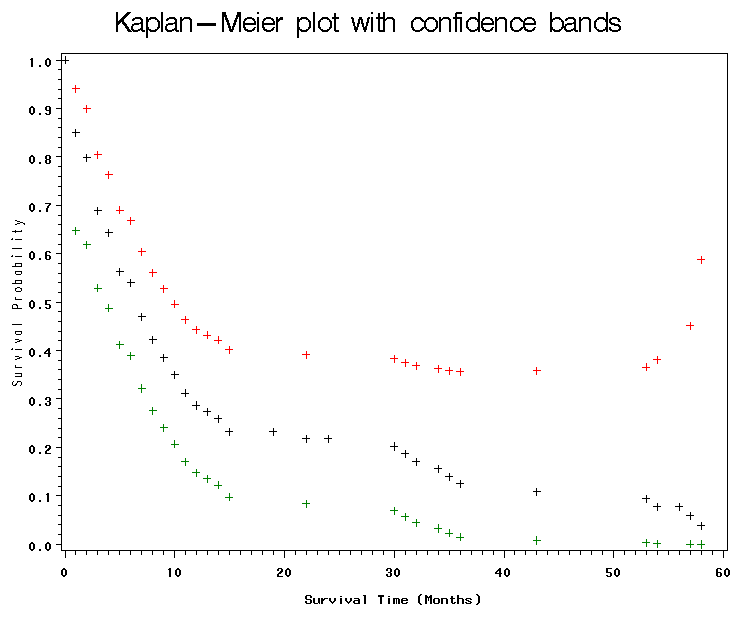 Kaplan-Meier plot with confidence bands
1.0
0.9
0.8
0.7
0.6
0.5
0.4
0.3
0.2
0.1
0.0
Survival Probability
0 10 20 30 40 50 60
Survival Time (Months)